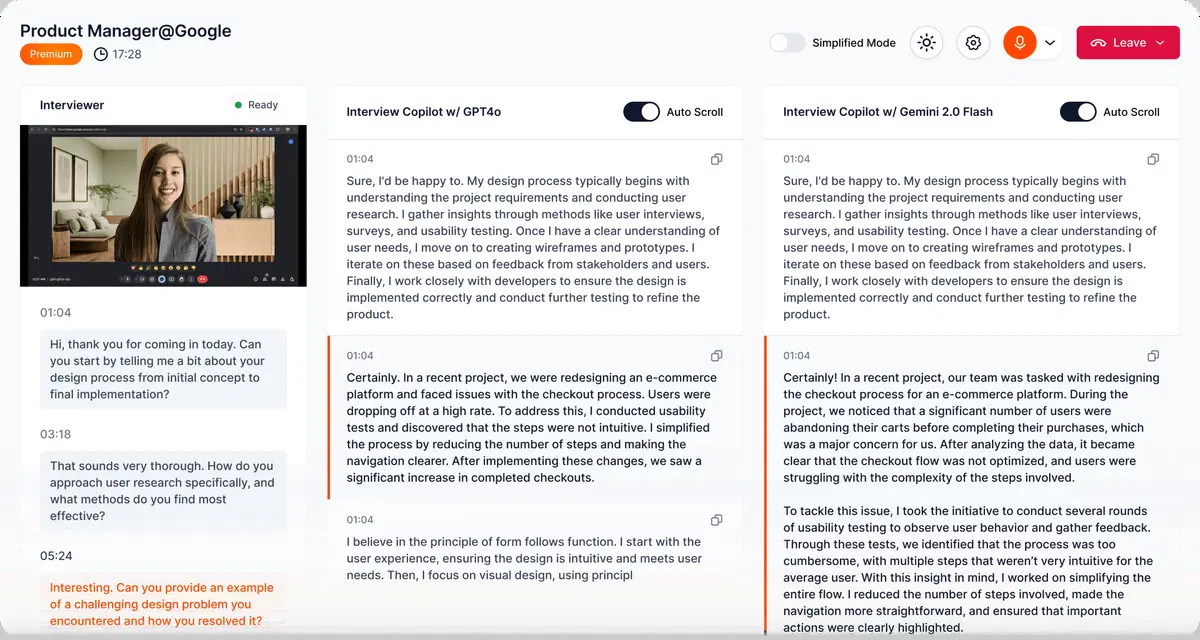 Product Manager@Google
Premium
17:28
Simplified Mode
Leave
Interviewer
Ready
01:04
Hi, thank you for coming in today. Can
you start by telling me a bit about your
design process from initial concept to
final implementation?
03:18
That sounds very thorough. How do you
approach user research specifically, and
what methods do you find most
effective?
05:24
Interesting. Can you provide an example
of a challenging design problem you
encountered and how you resolved it?
Interview Copilot w/ GPT4o
Auto Scroll
01:04
Sure, I'd be happy to. My design process typically begins with
understanding the project requirements and conducting user
research. I gather insights through methods like user interviews,
surveys, and usability testing. Once I have a clear understanding of
user needs, I move on to creating wireframes and prototypes. I
iterate on these based on feedback from stakeholders and users.
Finally, I work closely with developers to ensure the design is
implemented correctly and conduct further testing to refine the
product.
01:04
Certainly. In a recent project, we were redesigning an e-commerce
platform and faced issues with the checkout process. Users were
dropping off at a high rate. To address this, I conducted usability
tests and discovered that the steps were not intuitive. I simplified
the process by reducing the number of steps and making the
navigation clearer. After implementing these changes, we saw a
significant increase in completed checkouts.
01:04
I believe in the principle of form follows function. I start with the
user experience, ensuring the design is intuitive and meets user
needs. Then, I focus on visual design, using principl
Interview Copilot w/ Gemini 2.0 Flash
Auto Scroll
01:04
Sure, I'd be happy to. My design process typically begins with
understanding the project requirements and conducting user
research. I gather insights through methods like user interviews,
surveys, and usability testing. Once I have a clear understanding of
user needs, I move on to creating wireframes and prototypes. I
iterate on these based on feedback from stakeholders and users.
Finally, I work closely with developers to ensure the design is
implemented correctly and conduct further testing to refine the
product.
01:04
Certainly! In a recent project, our team was tasked with redesigning
the checkout process for an e-commerce platform. During the
project, we noticed that a significant number of users were
abandoning their carts before completing their purchases, which
was a major concern for us. After analyzing the data, it became
clear that the checkout flow was not optimized, and users were
struggling with the complexity of the steps involved.
To tackle this issue, I took the initiative to conduct several rounds
of usability testing to observe user behavior and gather feedback.
Through these tests, we identified that the process was too
cumbersome, with multiple steps that weren't very intuitive for the
average user. With this insight in mind, I worked on simplifying the
entire flow. I reduced the number of steps involved, made the
navigation more straightforward, and ensured that important
actions were clearly highlighted.